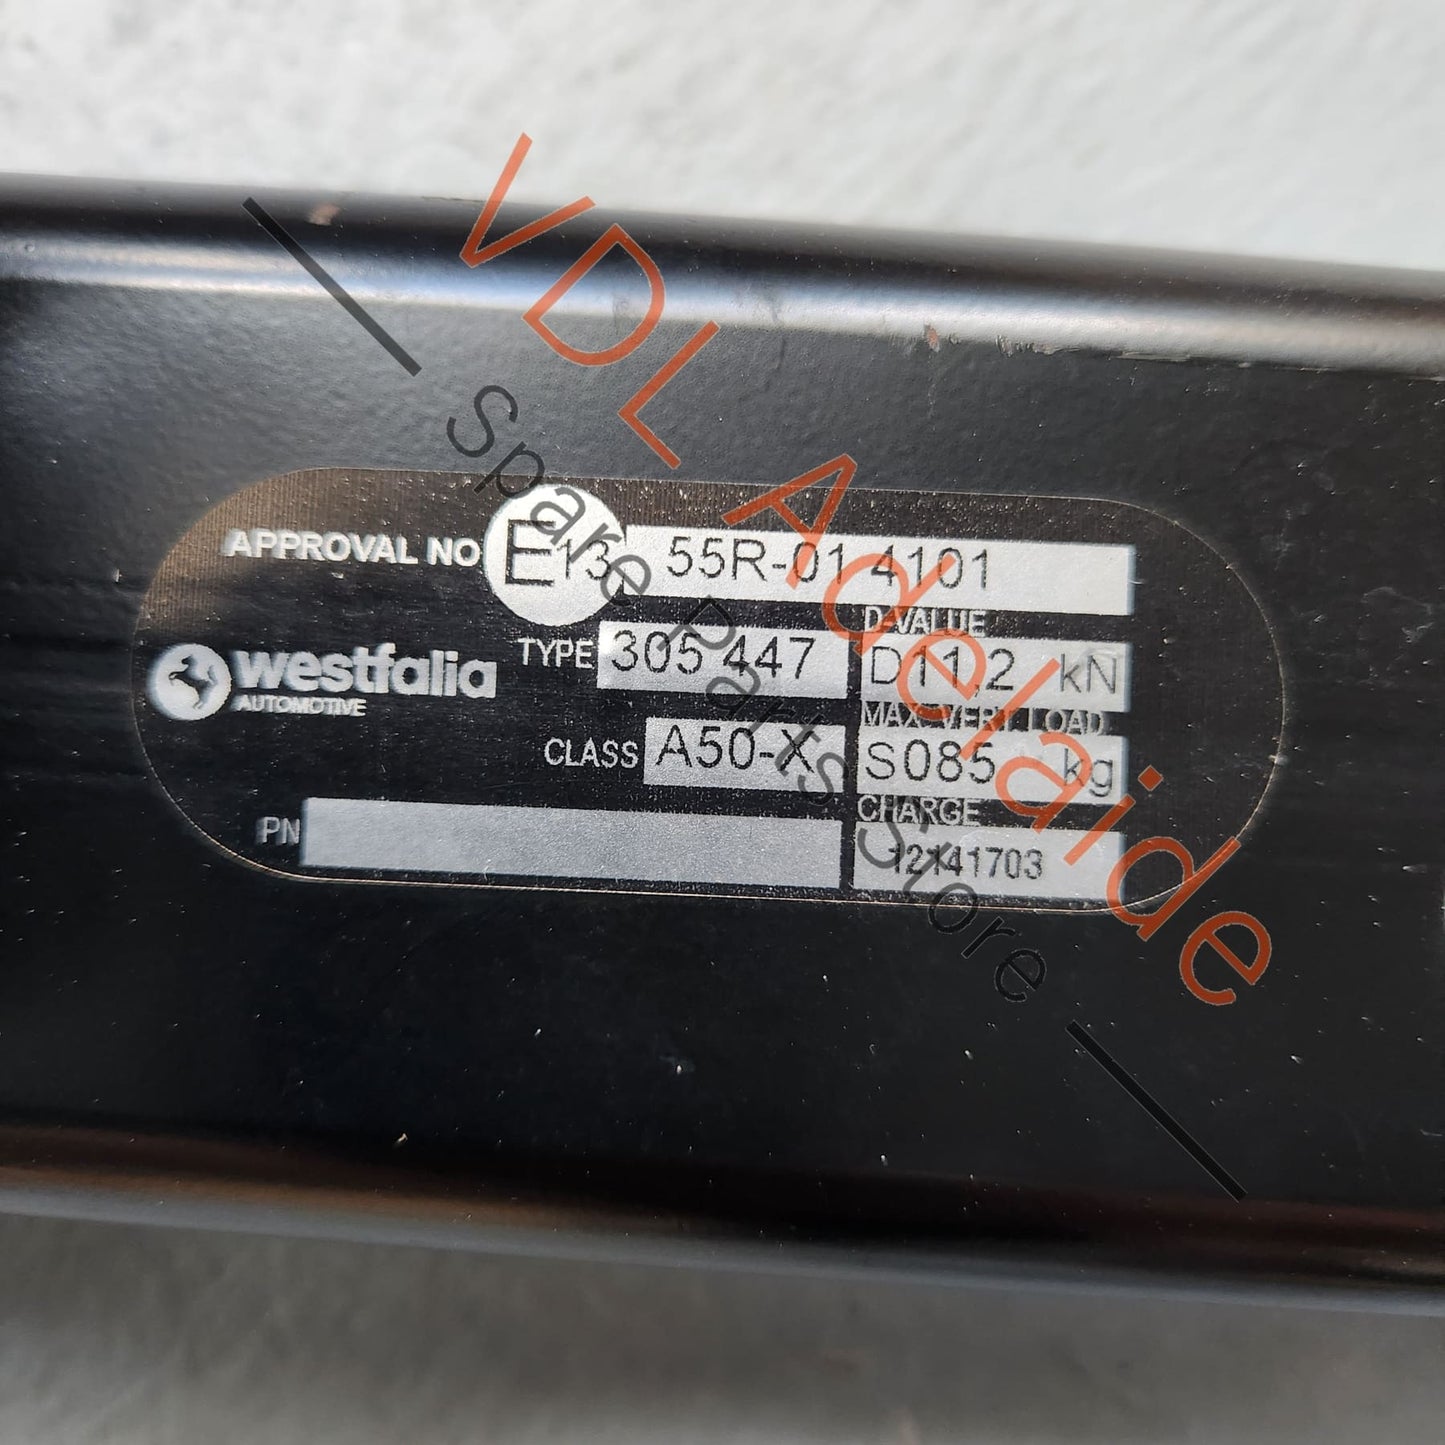 APPROVAL NO E13 55R-01 4101
D-VALUE
TYPE 305 447 D11,2 kN
westfalia
AUTOMOTIVE
MAX. VERT. LOAD
CLASS A50-X S085 kg
CHARGE
PN 12141703
VDL Adelaide
Spare Parts Store